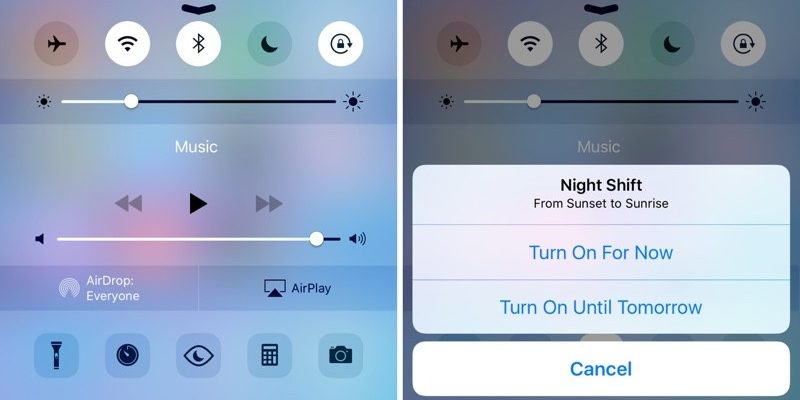 Music
AirDrop:
Everyone
AirPlay
Music
Night Shift
From Sunset to Sunrise
Turn On For Now
Turn On Until Tomorrow
Cancel